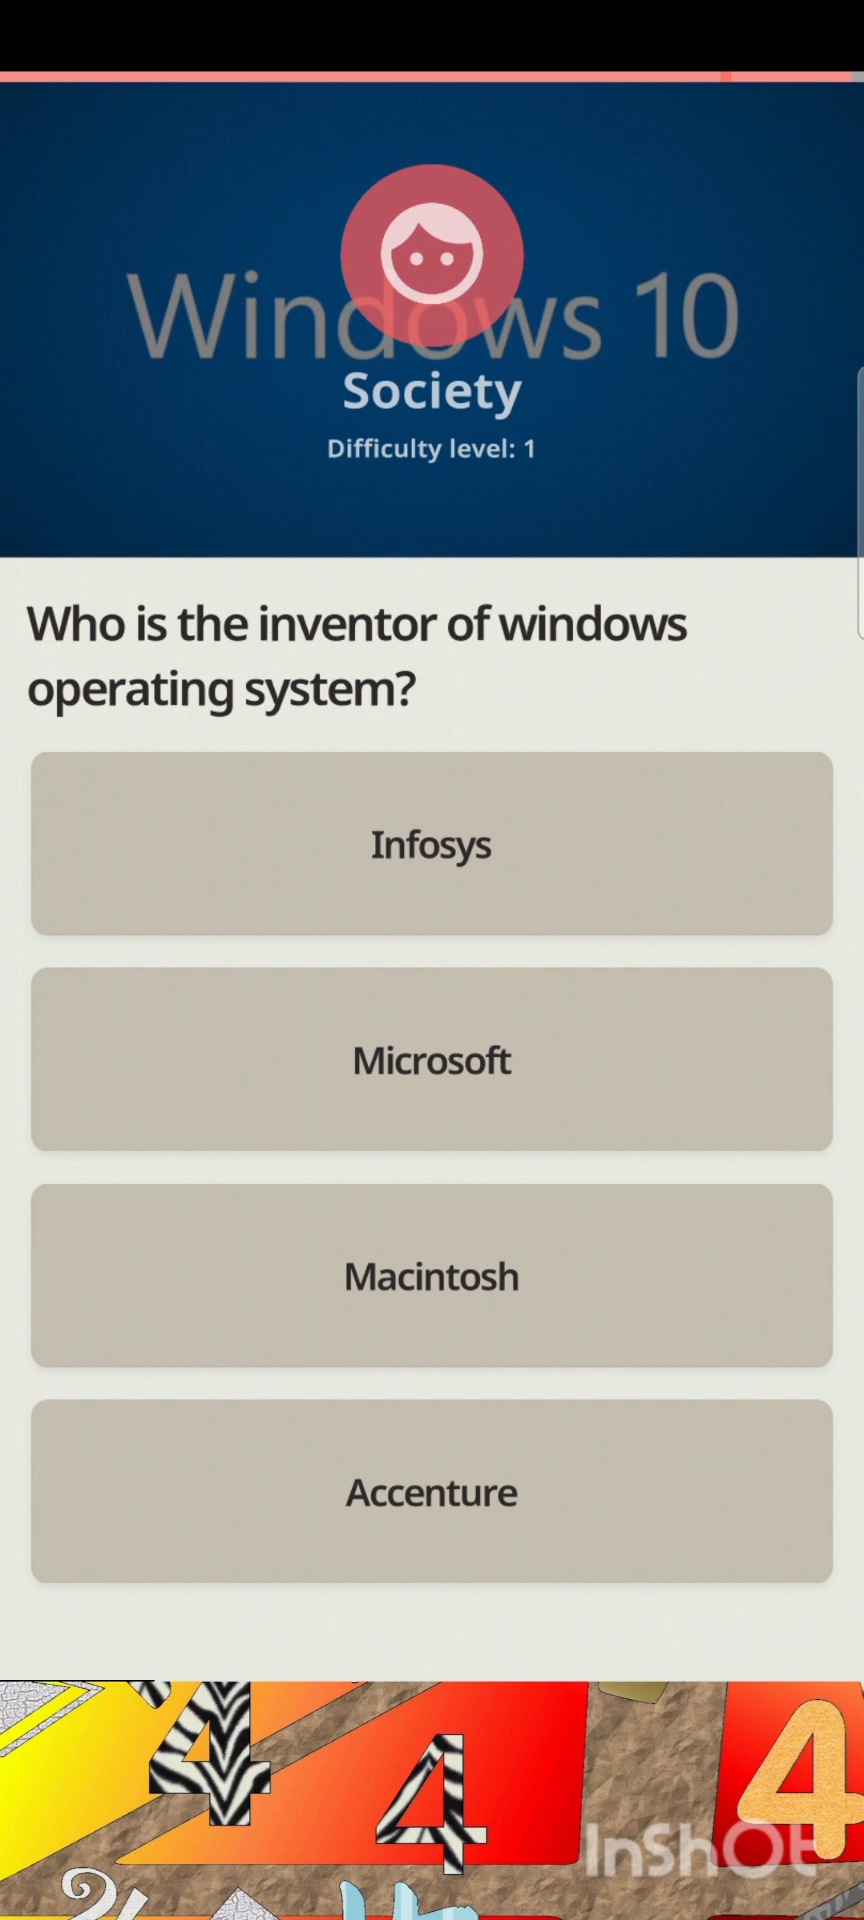 Windows 10
Society
Difficulty level: 1
Who is the inventor of windows
operating system?
Infosys
Microsoft
Macintosh
Accenture
4
4
4
InShOt